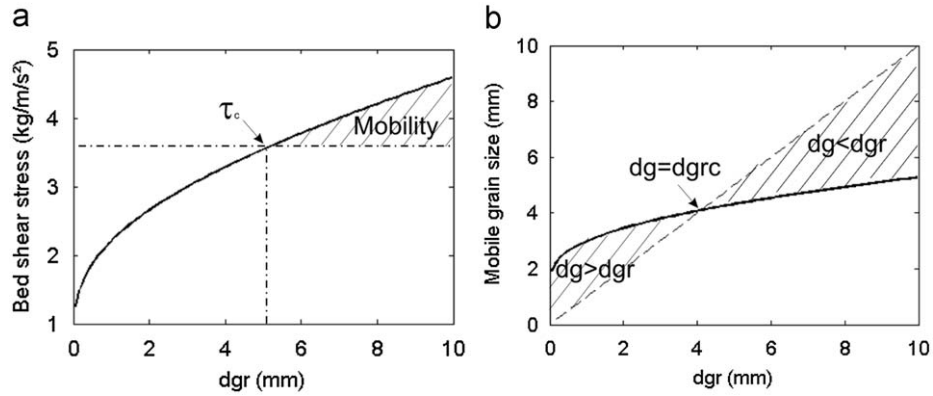 a
5
4
3
2
1
Bed shear stress (kg/m/s²)
τc
Mobility
0 2 4 6 8 10
dgr (mm)
b
10
8
6
4
2
0
Mobile grain size (mm)
dg<dgr
dg=dgrc
dg>dgr
0 2 4 6 8 10
dgr (mm)